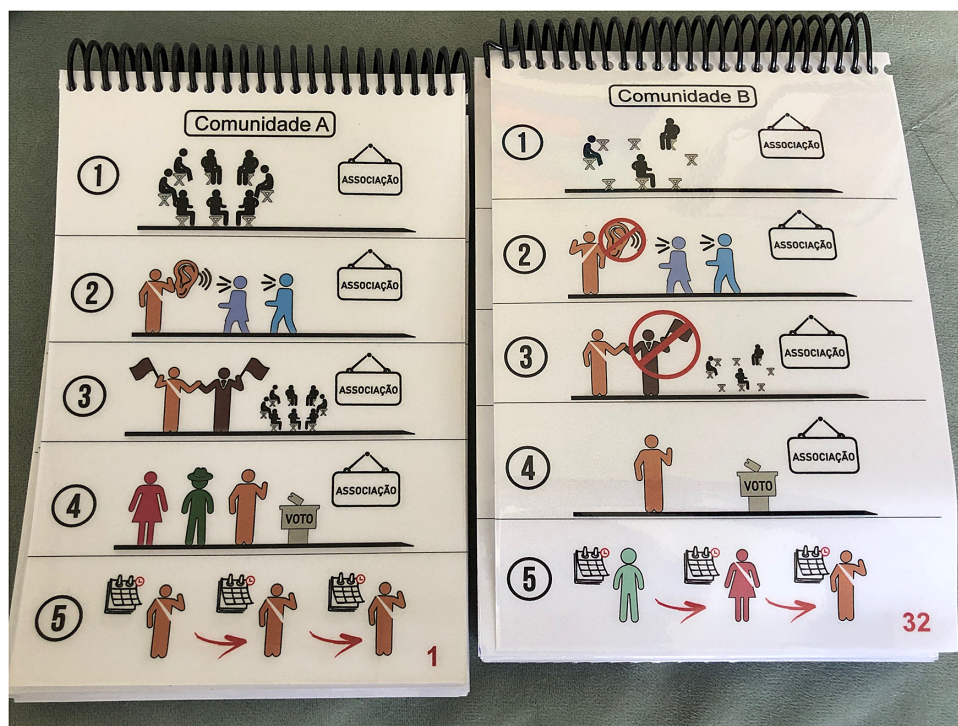 Comunidade A
1
ASSOCIAÇÃO
2
ASSOCIAÇÃO
3
ASSOCIAÇÃO
4
VOTO
ASSOCIAÇÃO
5
1
Comunidade B
1
ASSOCIAÇÃO
2
ASSOCIAÇÃO
3
ASSOCIAÇÃO
4
VOTO
ASSOCIAÇÃO
5
32